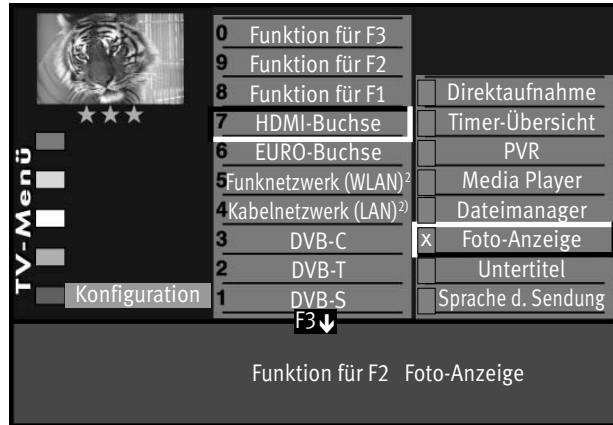 TV-Menü
Konfiguration
0 Funktion für F3
9 Funktion für F2
8 Funktion für F1
7 HDMI-Buchse
6 EURO-Buchse
5 Funknetzwerk (WLAN)2
4 Kabelnetzwerk (LAN)2)
3 DVB-C
2 DVB-T
1 DVB-S
F3
Direktaufnahme
Timer-Übersicht
PVR
Media Player
Dateimanager
x Foto-Anzeige
Untertitel
Sprache d. Sendung
Funktion für F2 Foto-Anzeige